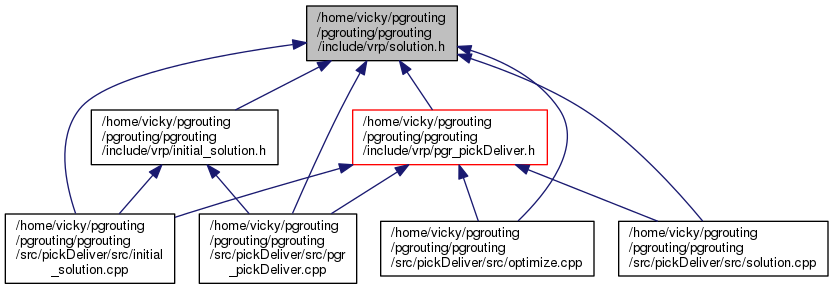 /home/vicky/pgrouting
/pgrouting/pgrouting
/include/vrp/solution.h
/home/vicky/pgrouting
/pgrouting/pgrouting
/include/vrp/initial_solution.h
/home/vicky/pgrouting
/pgrouting/pgrouting
/include/vrp/pgr_pickDeliver.h
/home/vicky/pgrouting
/pgrouting/pgrouting
/src/pickDeliver/src/initial
_solution.cpp
/home/vicky/pgrouting
/pgrouting/pgrouting
/src/pickDeliver/src/pgr
_pickDeliver.cpp
/home/vicky/pgrouting
/pgrouting/pgrouting
/src/pickDeliver/src/optimize.cpp
/home/vicky/pgrouting
/pgrouting/pgrouting
/src/pickDeliver/src/solution.cpp